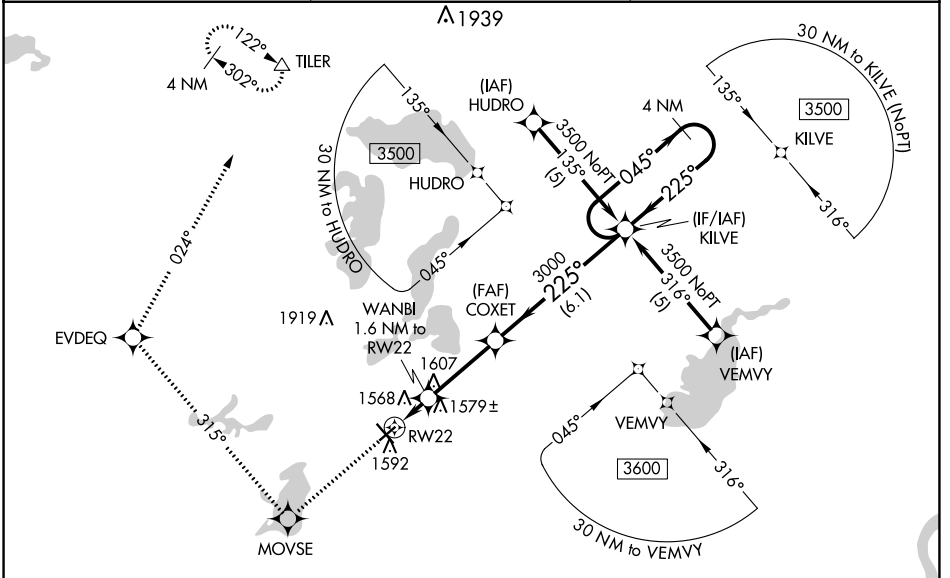 1939
122°
302°
4 NM
TILER
(IAF)
HUDRO
3500 NoPT
135°
(5)
4 NM
045°
225°
30 NM to KILVE (NoPT)
135°
3500
KILVE
316°
135°
3500
HUDRO
045°
30 NM to HUDRO
(IF/IAF)
KILVE
3000
225°
(6.1)
3500 NoPT
316°
(5)
(IAF)
VEMVY
(FAF)
COXET
WANBI
1.6 NM to
RW22
024°
1919
EVDEQ
1607
1568
1579±
RW22
1592
315°
MOVSE
VEMVY
045°
3600
316°
30 NM to VEMVY